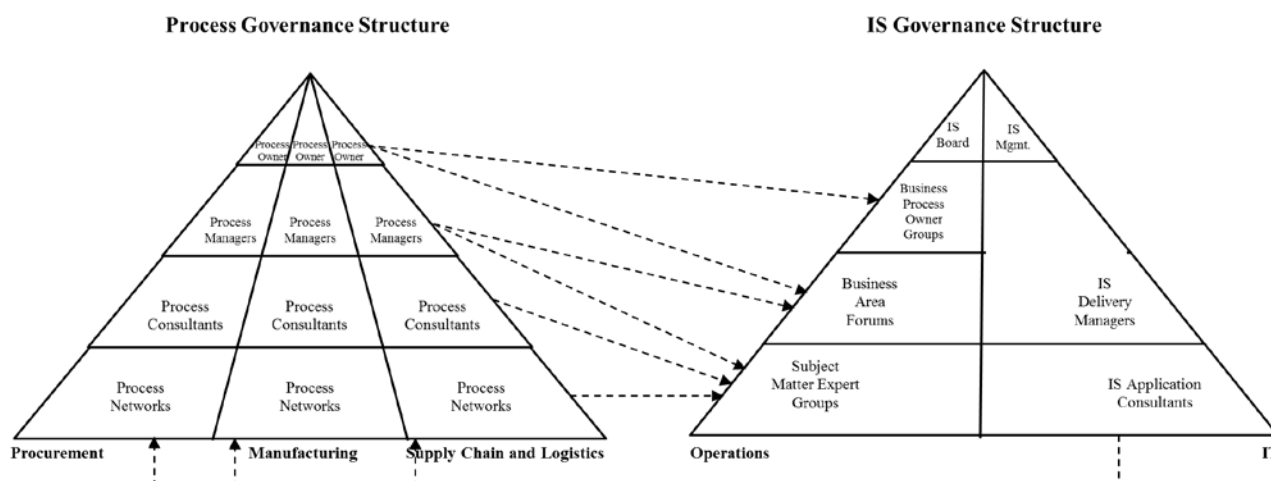 Process Governance Structure
IS Governance Structure
Process Owner
Process Owner
Process Owner
IS
Board
IS
Mgmt.
Process
Managers
Process
Managers
Process
Managers
Business
Process
Owner
Groups
Process
Consultants
Process
Consultants
Process
Consultants
Business
Area
Forums
IS
Delivery
Managers
Process
Networks
Process
Networks
Process
Networks
Subject
Matter Expert
Groups
IS Application
Consultants
Procurement
Manufacturing
Supply Chain and Logistics
Operations